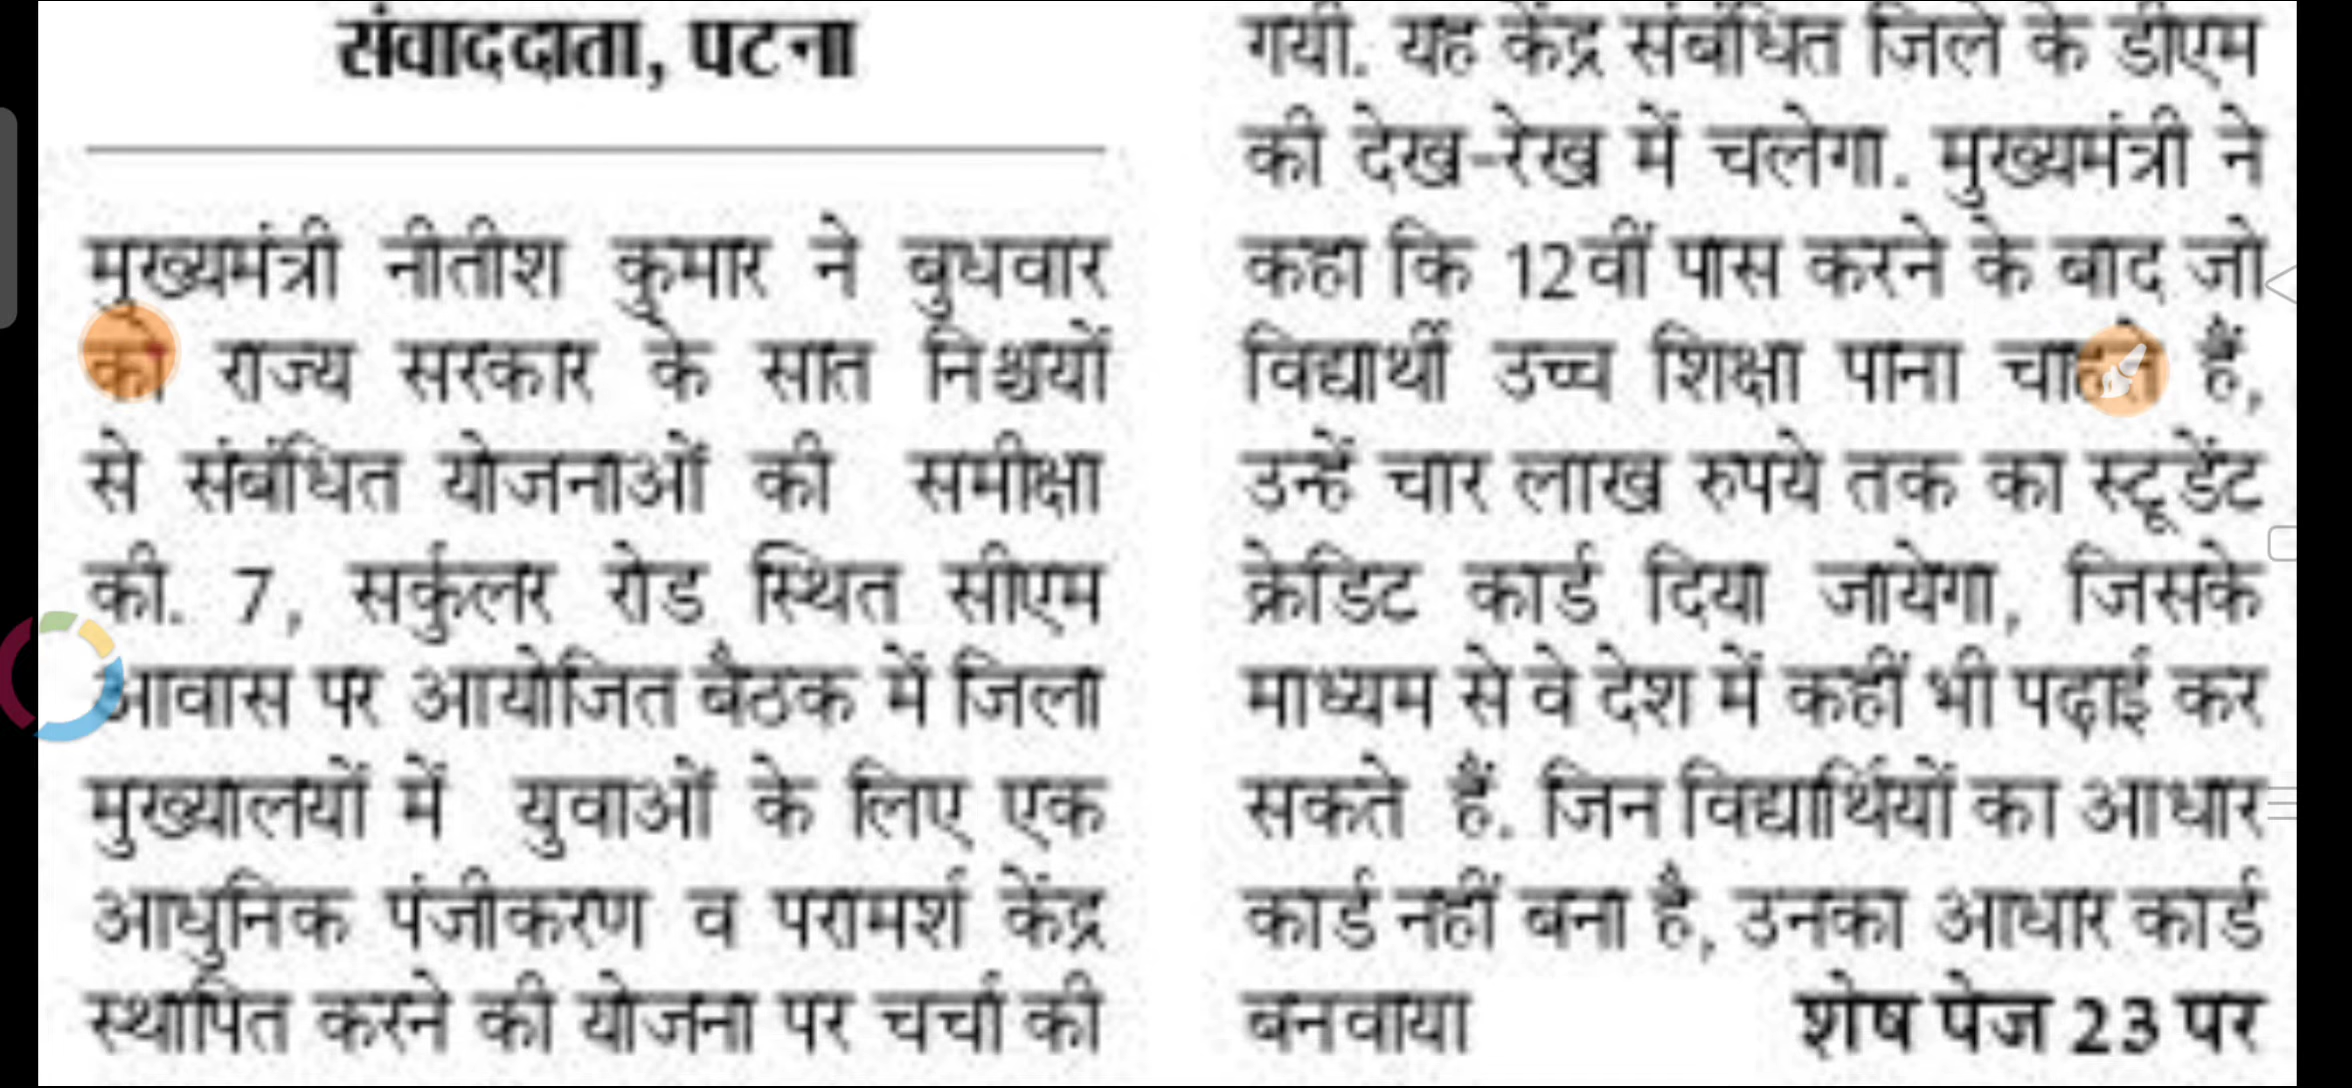 संवाददाता, पटना
मुख्यमंत्री नीतीश कुमार ने बुधवार
को राज्य सरकार के सात निश्चयों
से संबंधित योजनाओं की समीक्षा
की. 7, सर्कुलर रोड स्थित सीएम
आवास पर आयोजित बैठक में जिला
मुख्यालयों में युवाओं के लिए एक
आधुनिक पंजीकरण व परामर्श केंद्र
स्थापित करने की योजना पर चर्चा की
गयी. यह केंद्र संबंधित जिले के डीएम
की देख-रेख में चलेगा. मुख्यमंत्री ने
कहा कि 12वीं पास करने के बाद जो
विद्यार्थी उच्च शिक्षा पाना चाहते हैं,
उन्हें चार लाख रुपये तक का स्टूडेंट
क्रेडिट कार्ड दिया जायेगा, जिसके
माध्यम से वे देश में कहीं भी पढ़ाई कर
सकते हैं. जिन विद्यार्थियों का आधार
कार्ड नहीं बना है, उनका आधार कार्ड
बनवाया शेष पेज 23 पर